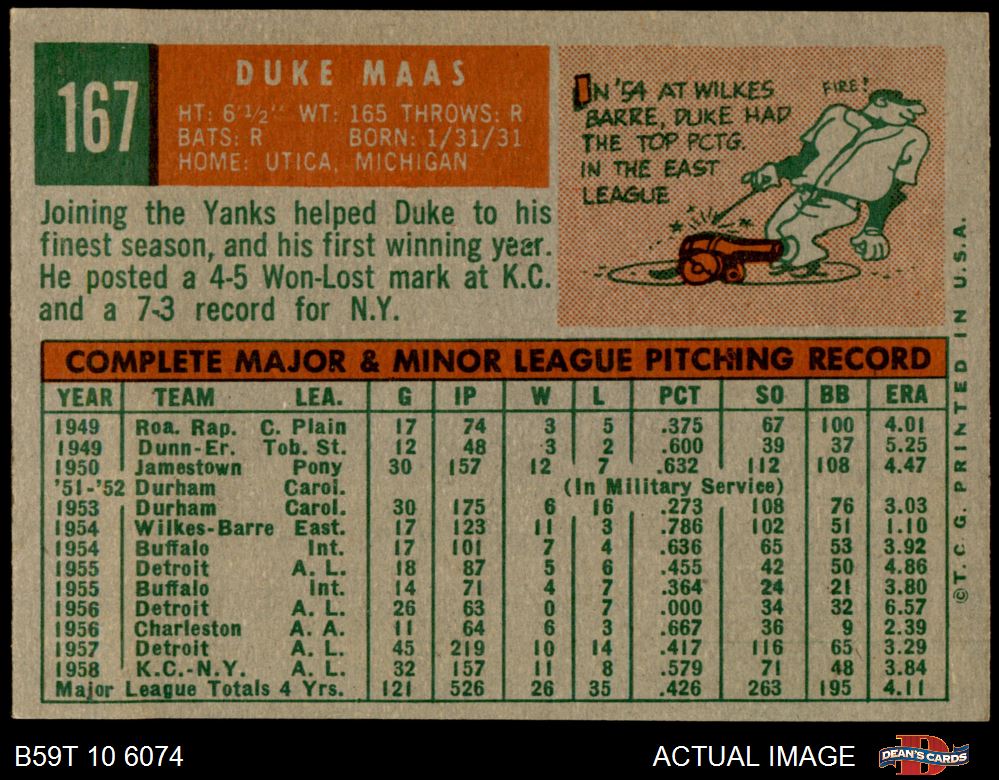 167
DUKE MAAS
HT: 6'1/2" WT: 165 THROWS: R
BATS: R BORN: 1/31/31
HOME: UTICA, MICHIGAN
IN '54 AT WILKES
BARRE, DUKE HAD
THE TOP PCTG.
IN THE EAST
LEAGUE
FIRE!
Joining the Yanks helped Duke to his
finest season, and his first winning year.
He posted a 4-5 Won-Lost mark at K.C.
and a 7-3 record for N.Y.
COMPLETE MAJOR & MINOR LEAGUE PITCHING RECORD
YEAR TEAM LEA. G IP W L PCT SO BB ERA
1949 Roa. Rap. C. Plain 17 74 3 5 .375 67 100 4.01
1949 Dunn-Er. Tob. St. 12 48 3 2 .600 39 37 5.25
1950 Jamestown Pony 30 157 12 7 .632 112 108 4.47
'51-'52 Durham Carol. (In Military Service)
1953 Durham Carol. 30 175 6 16 .273 108 76 3.03
1954 Wilkes-Barre East. 17 123 11 3 .786 102 51 1.10
1954 Buffalo Int. 17 101 7 4 .636 65 53 3.92
1955 Detroit A. L. 18 87 5 6 .455 42 50 4.86
1955 Buffalo Int. 14 71 4 7 .364 24 21 3.80
1956 Detroit A. L. 26 63 0 7 .000 34 32 6.57
1956 Charleston A. A. 11 64 6 3 .667 36 9 2.39
1957 Detroit A. L. 45 219 10 14 .417 116 65 3.29
1958 K.C.-N.Y. A. L. 32 157 11 8 .579 71 48 3.84
Major League Totals 4 Yrs. 121 526 26 35 .426 263 195 4.11
©T. C. G. PRINTED IN U.S.A.
B59T 10 6074
ACTUAL IMAGE
DEAN'S CARDS